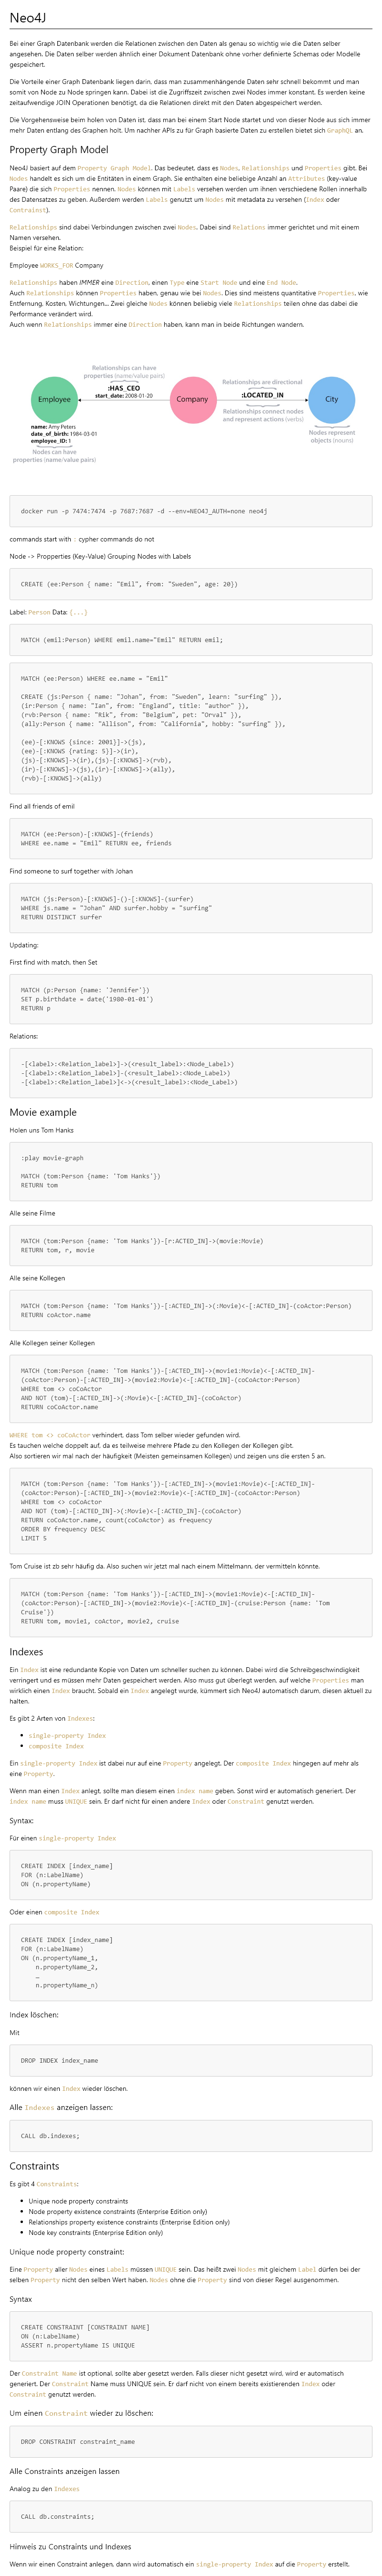 Neo4J
Bei einer Graph Datenbank werden die Relationen zwischen den Daten als genau so wichtig wie die Daten selber
angesehen. Die Daten selber werden ähnlich einer Dokument Datenbank ohne vorher definierte Schemas oder Modelle
gespeichert.
Die Vorteile einer Graph Datenbank liegen darin, dass man zusammenhängende Daten sehr schnell bekommt und man
somit von Node zu Node springen kann. Dabei ist die Zugriffszeit zwischen zwei Nodes immer konstant. Es werden keine
zeitaufwendige JOIN Operationen benötigt, da die Relationen direkt mit den Daten abgespeichert werden.
Die Vorgehensweise beim holen von Daten ist, dass man bei einem Start Node startet und von dieser Node aus sich immer
mehr Daten entlang des Graphen holt. Um nachher APIs zu für Graph basierte Daten zu erstellen bietet sich GraphQL an.
Property Graph Model
Neo4J basiert auf dem Property Graph Model. Das bedeutet, dass es Nodes, Relationships und Properties gibt. Bei
Nodes handelt es sich um die Entitäten in einem Graph. Sie enthalten eine beliebige Anzahl an Attributes (key-value
Paare) die sich Properties nennen. Nodes können mit Labels versehen werden um ihnen verschiedene Rollen innerhalb
des Datensatzes zu geben. Außerdem werden Labels genutzt um Nodes mit metadata zu versehen (Index oder
Contrainst).
Relationships sind dabei Verbindungen zwischen zwei Nodes. Dabei sind Relations immer gerichtet und mit einem
Namen versehen.
Beispiel für eine Relation:
Employee WORKS_FOR Company
Relationships haben IMMER eine Direction, einen Type eine Start Node und eine End Node.
Auch Relationships können Properties haben, genau wie bei Nodes. Dies sind meistens quantitative Properties, wie
Entfernung, Kosten, Wichtungen... Zwei gleiche Nodes können beliebig viele Relationships teilen ohne das dabei die
Performance verändert wird.
Auch wenn Relationships immer eine Direction haben, kann man in beide Richtungen wandern.
Relationships can have
properties (name/value pairs)
:HAS_CEO
start_date: 2008-01-20
Relationships are directional
:LOCATED_IN
Relationships connect nodes
and represent actions (verbs)
Employee
Company
City
name: Amy Peters
date_of_birth: 1984-03-01
employee_ID: 1
Nodes can have
properties (name/value pairs)
Nodes represent
objects (nouns)
docker run -p 7474:7474 -p 7687:7687 -d --env=NEO4J_AUTH=none neo4j
commands start with : cypher commands do not
Node -> Propperties (Key-Value) Grouping Nodes with Labels
CREATE (ee:Person { name: "Emil", from: "Sweden", age: 20})
Label: Person Data: {...}
MATCH (emil:Person) WHERE emil.name="Emil" RETURN emil;
MATCH (ee:Person) WHERE ee.name = "Emil"
CREATE (js:Person { name: "Johan", from: "Sweden", learn: "surfing" }),
(ir:Person { name: "Ian", from: "England", title: "author" }),
(rvb:Person { name: "Rik", from: "Belgium", pet: "Orval" }),
(ally:Person { name: "Allison", from: "California", hobby: "surfing" }),
(ee)-[:KNOWS {since: 2001}]->(js),
(ee)-[:KNOWS {rating: 5}]->(ir),
(js)-[:KNOWS]->(ir),(js)-[:KNOWS]->(rvb),
(ir)-[:KNOWS]->(js),(ir)-[:KNOWS]->(ally),
(rvb)-[:KNOWS]->(ally)
Find all friends of emil
MATCH (ee:Person)-[:KNOWS]-(friends)
WHERE ee.name = "Emil" RETURN ee, friends
Find someone to surf together with Johan
MATCH (js:Person)-[:KNOWS]-()-[:KNOWS]-(surfer)
WHERE js.name = "Johan" AND surfer.hobby = "surfing"
RETURN DISTINCT surfer
Updating:
First find with match, then Set
MATCH (p:Person {name: 'Jennifer'})
SET p.birthdate = date('1980-01-01')
RETURN p
Relations:
-[<label>:<Relation_label>]->(<result_label>:<Node_Label>)
-[<label>:<Relation_label>]-(<result_label>:<Node_Label>)
-[<label>:<Relation_label>]<->(<result_label>:<Node_Label>)
Movie example
Holen uns Tom Hanks
:play movie-graph
MATCH (tom:Person {name: 'Tom Hanks'})
RETURN tom
Alle seine Filme
MATCH (tom:Person {name: 'Tom Hanks'})-[r:ACTED_IN]->(movie:Movie)
RETURN tom, r, movie
Alle seine Kollegen
MATCH (tom:Person {name: 'Tom Hanks'})-[:ACTED_IN]->(:Movie)<-[:ACTED_IN]-(coActor:Person)
RETURN coActor.name
Alle Kollegen seiner Kollegen
MATCH (tom:Person {name: 'Tom Hanks'})-[:ACTED_IN]->(movie1:Movie)<-[:ACTED_IN]-
(coActor:Person)-[:ACTED_IN]->(movie2:Movie)<-[:ACTED_IN]-(coCoActor:Person)
WHERE tom <> coCoActor
AND NOT (tom)-[:ACTED_IN]->(:Movie)<-[:ACTED_IN]-(coCoActor)
RETURN coCoActor.name
WHERE tom <> coCoActor verhindert, dass Tom selber wieder gefunden wird.
Es tauchen welche doppelt auf, da es teilweise mehrere Pfade zu den Kollegen der Kollegen gibt.
Also sortieren wir mal nach der häufigkeit (Meisten gemeinsamen Kollegen) und zeigen uns die ersten 5 an.
MATCH (tom:Person {name: 'Tom Hanks'})-[:ACTED_IN]->(movie1:Movie)<-[:ACTED_IN]-
(coActor:Person)-[:ACTED_IN]->(movie2:Movie)<-[:ACTED_IN]-(coCoActor:Person)
WHERE tom <> coCoActor
AND NOT (tom)-[:ACTED_IN]->(:Movie)<-[:ACTED_IN]-(coCoActor)
RETURN coCoActor.name, count(coCoActor) as frequency
ORDER BY frequency DESC
LIMIT 5
Tom Cruise ist zb sehr häufig da. Also suchen wir jetzt mal nach einem Mittelmann, der vermitteln könnte.
MATCH (tom:Person {name: 'Tom Hanks'})-[:ACTED_IN]->(movie1:Movie)<-[:ACTED_IN]-
(coActor:Person)-[:ACTED_IN]->(movie2:Movie)<-[:ACTED_IN]-(cruise:Person {name: 'Tom
Cruise'})
RETURN tom, movie1, coActor, movie2, cruise
Indexes
Ein Index ist eine redundante Kopie von Daten um schneller suchen zu können. Dabei wird die Schreibgeschwindigkeit
verringert und es müssen mehr Daten gespeichert werden. Also muss gut überlegt werden, auf welche Properties man
wirklich einen Index braucht. Sobald ein Index angelegt wurde, kümmert sich Neo4J automatisch darum, diesen aktuell zu
halten.
Es gibt 2 Arten von Indexes:
single-property Index
composite Index
Ein single-property Index ist dabei nur auf eine Property angelegt. Der composite Index hingegen auf mehr als
eine Property.
Wenn man einen Index anlegt, sollte man diesem einen index name geben. Sonst wird er automatisch generiert. Der
index name muss UNIQUE sein. Er darf nicht für einen andere Index oder Constraint genutzt werden.
Syntax:
Für einen single-property Index
CREATE INDEX [index_name]
FOR (n:LabelName)
ON (n.propertyName)
Oder einen composite Index
CREATE INDEX [index_name]
FOR (n:LabelName)
ON (n.propertyName_1,
n.propertyName_2,
…
n.propertyName_n)
Index löschen:
Mit
DROP INDEX index_name
können wir einen Index wieder löschen.
Alle Indexes anzeigen lassen:
CALL db.indexes;
Constraints
Es gibt 4 Constraints:
Unique node property constraints
Node property existence constraints (Enterprise Edition only)
Relationships property existence constraints (Enterprise Edition only)
Node key constraints (Enterprise Edition only)
Unique node property constraint:
Eine Property aller Nodes eines Labels müssen UNIQUE sein. Das heißt zwei Nodes mit gleichem Label dürfen bei der
selben Property nicht den selben Wert haben. Nodes ohne die Property sind von dieser Regel ausgenommen.
Syntax
CREATE CONSTRAINT [CONSTRAINT NAME]
ON (n:LabelName)
ASSERT n.propertyName IS UNIQUE
Der Constraint Name ist optional, sollte aber gesetzt werden. Falls dieser nicht gesetzt wird, wird er automatisch
generiert. Der Constraint Name muss UNIQUE sein. Er darf nicht von einem bereits existierenden Index oder
Constraint genutzt werden.
Um einen Constraint wieder zu löschen:
DROP CONSTRAINT constraint_name
Alle Constraints anzeigen lassen
Analog zu den Indexes
CALL db.constraints;
Hinweis zu Constraints und Indexes
Wenn wir einen Constraint anlegen, dann wird automatisch ein single-property Index auf die Property erstellt.